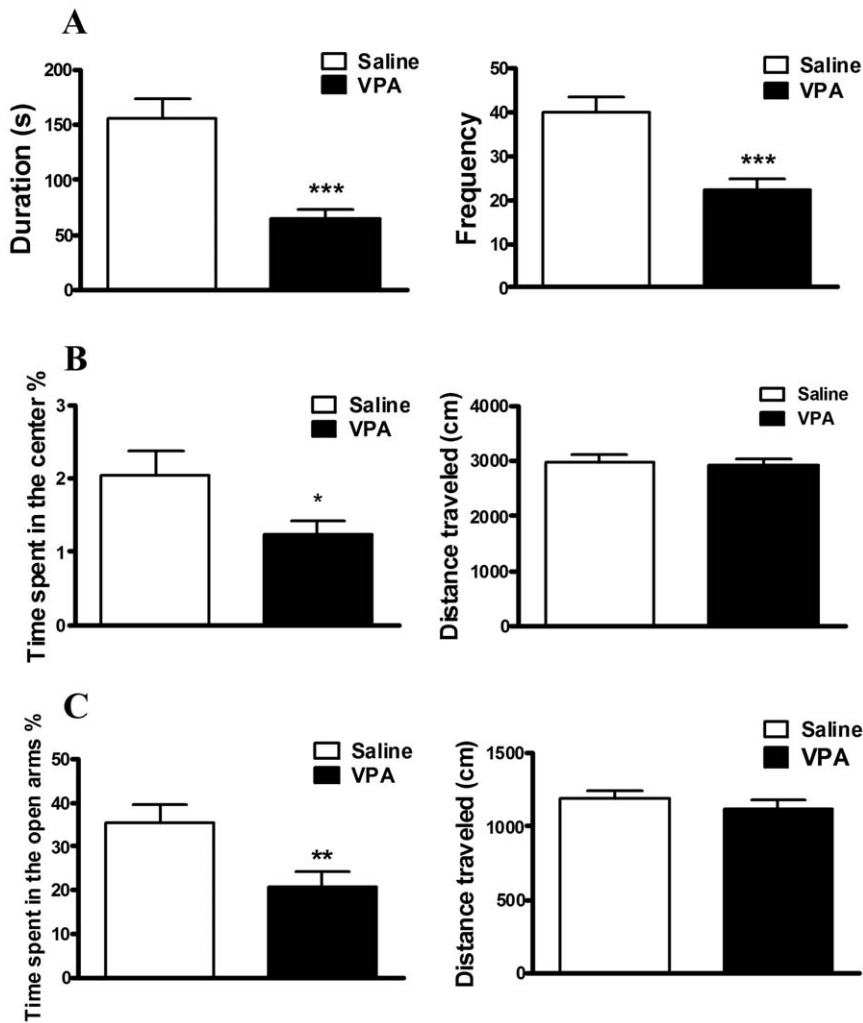 A
Duration (s)
200
150
100
50
0
Saline
VPA
***
Frequency
50
40
30
20
10
0
Saline
VPA
***
B
Time spent in the center %
3
2
1
0
Saline
VPA
*
Distance traveled (cm)
4000
3000
2000
1000
0
Saline
VPA
C
Time spent in the open arms %
50
40
30
20
10
0
Saline
VPA
**
Distance traveled (cm)
1500
1000
500
0
Saline
VPA